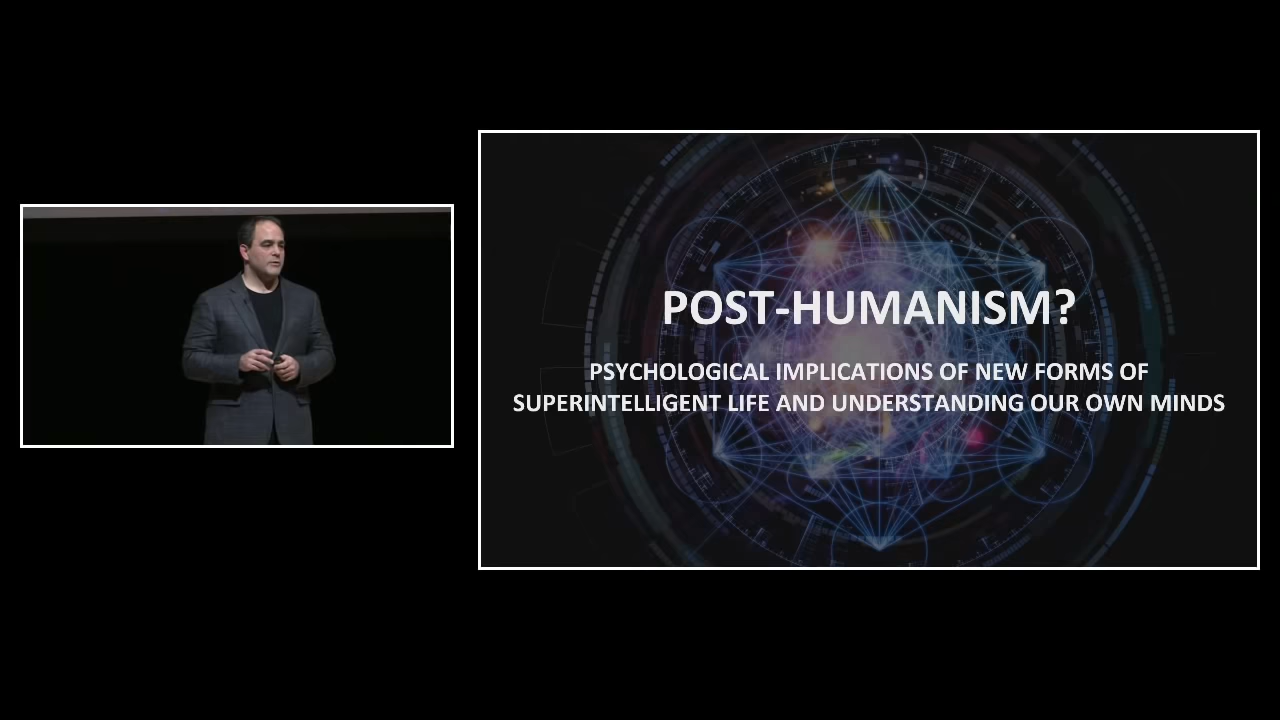 POST-HUMANISM?
PSYCHOLOGICAL IMPLICATIONS OF NEW FORMS OF
SUPERINTELLIGENT LIFE AND UNDERSTANDING OUR OWN MINDS